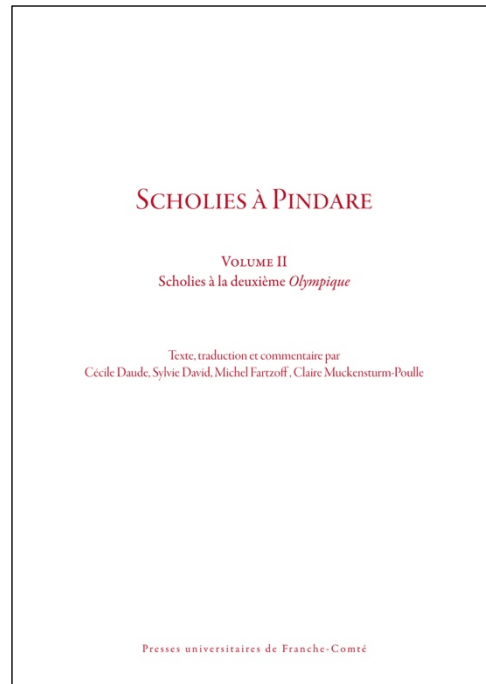 SCHOLIES À PINDARE
VOLUME II
Scholies à la deuxième Olympique
Texte, traduction et commentaire par
Cécile Daude, Sylvie David, Michel Fartzoff, Claire Muckensturm-Poulle
Presses universitaires de Franche-Comté